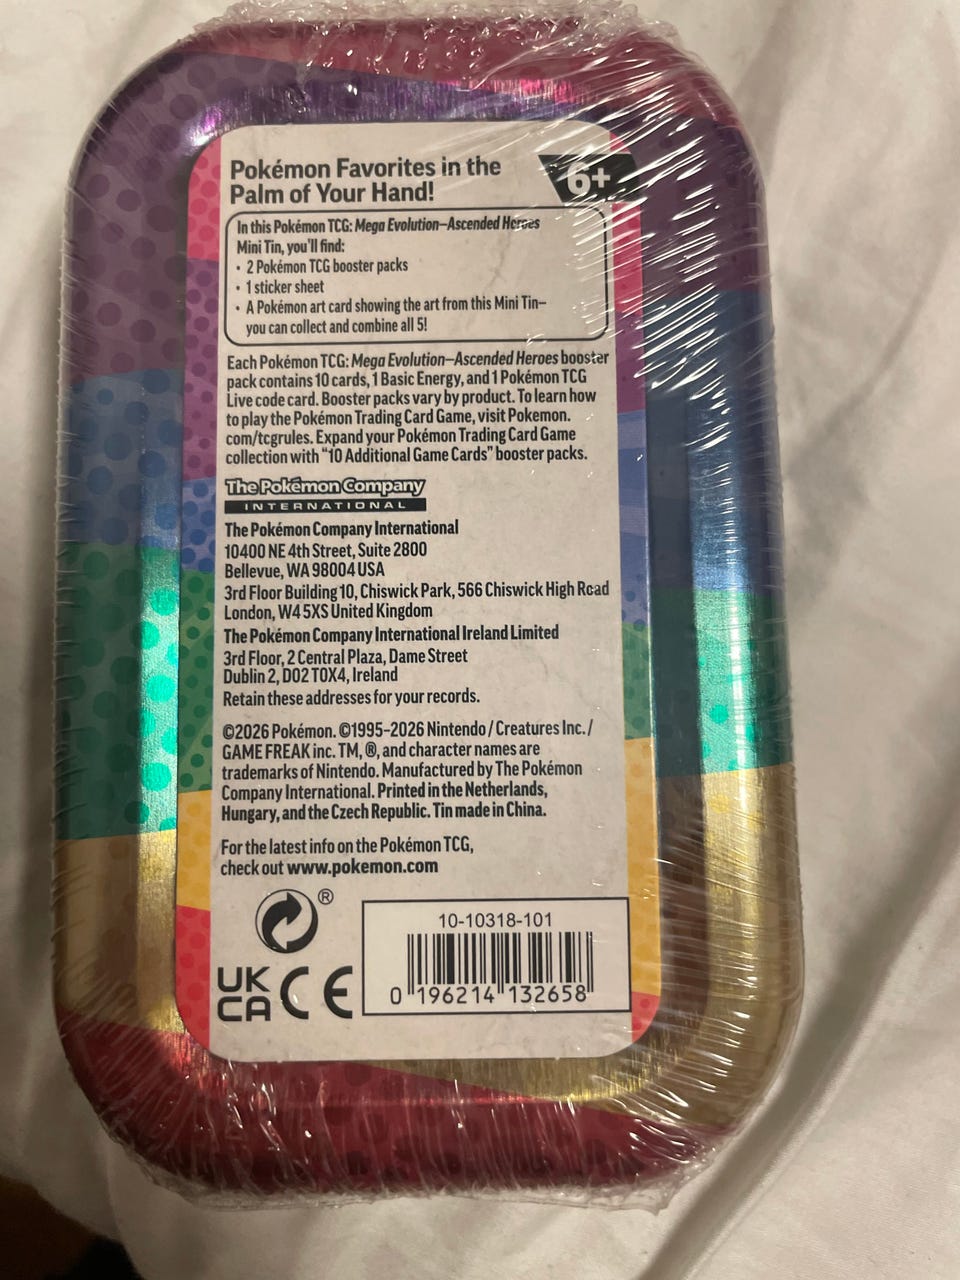 Pokémon Favorites in the
Palm of Your Hand!
6+
In this Pokémon TCG: Mega Evolution—Ascended Heroes
Mini Tin, you'll find:
• 2 Pokémon TCG booster packs
• 1 sticker sheet
• A Pokémon art card showing the art from this Mini Tin—
you can collect and combine all 5!
Each Pokémon TCG: Mega Evolution—Ascended Heroes booster
pack contains 10 cards, 1 Basic Energy, and 1 Pokémon TCG
Live code card. Booster packs vary by product. To learn how
to play the Pokémon Trading Card Game, visit Pokemon.
com/tcgrules. Expand your Pokémon Trading Card Game
collection with "10 Additional Game Cards" booster packs.
The Pokémon Company
INTERNATIONAL
The Pokémon Company International
10400 NE 4th Street, Suite 2800
Bellevue, WA 98004 USA
3rd Floor Building 10, Chiswick Park, 566 Chiswick High Road
London, W4 5XS United Kingdom
The Pokémon Company International Ireland Limited
3rd Floor, 2 Central Plaza, Dame Street
Dublin 2, D02 T0X4, Ireland
Retain these addresses for your records.
©2026 Pokémon. ©1995–2026 Nintendo / Creatures Inc. /
GAME FREAK inc. TM, ®, and character names are
trademarks of Nintendo. Manufactured by The Pokémon
Company International. Printed in the Netherlands,
Hungary, and the Czech Republic. Tin made in China.
For the latest info on the Pokémon TCG,
check out www.pokemon.com
®
UK
CA CE
10-10318-101
0 196214 132658